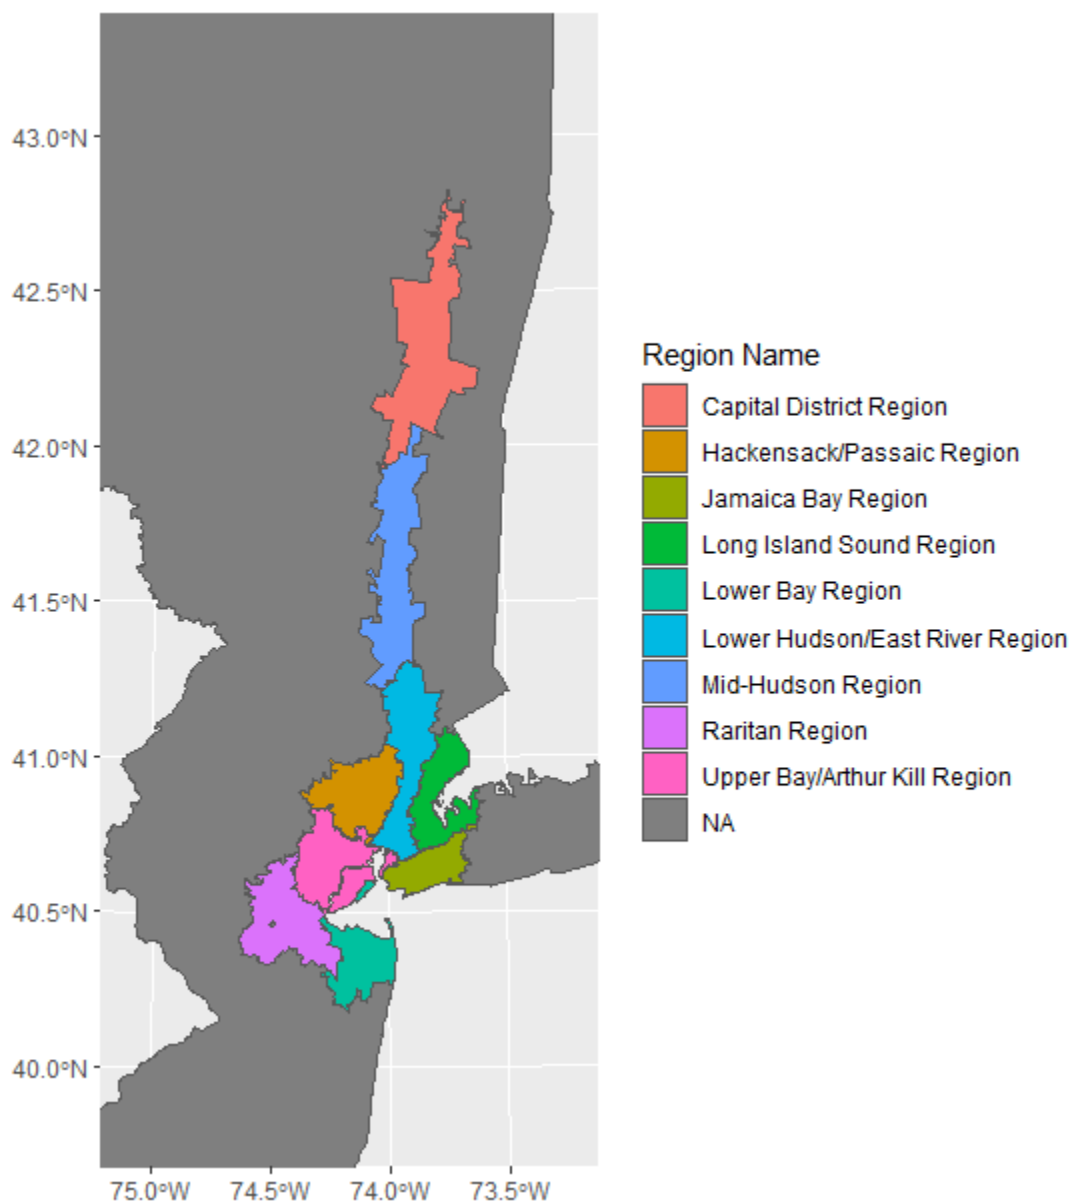 43.0°N
42.5°N
42.0°N
41.5°N
41.0°N
40.5°N
40.0°N
75.0°W 74.5°W 74.0°W 73.5°W
Region Name
Capital District Region
Hackensack/Passaic Region
Jamaica Bay Region
Long Island Sound Region
Lower Bay Region
Lower Hudson/East River Region
Mid-Hudson Region
Raritan Region
Upper Bay/Arthur Kill Region
NA